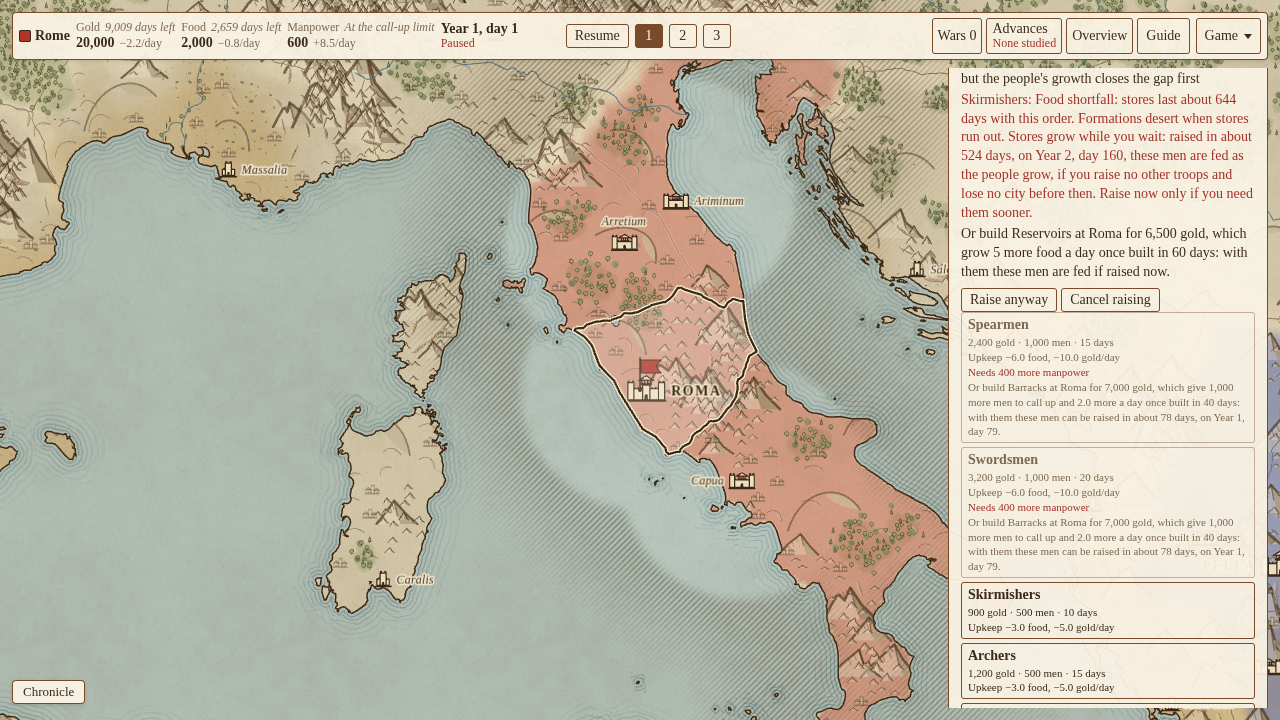 Rome
Gold 9,009 days left
20,000 −2.2/day
Food 2,659 days left
2,000 −0.8/day
Manpower At the call-up limit
600 +8.5/day
Year 1, day 1
Paused
Resume
1
2
3
Wars 0
Advances
None studied
Overview
Guide
Game
Massalia
Ariminum
Arretium
ROMA
Capua
Caralis
Chronicle
but the people's growth closes the gap first
Skirmishers: Food shortfall: stores last about 644
days with this order. Formations desert when stores
run out. Stores grow while you wait: raised in about
524 days, on Year 2, day 160, these men are fed as
the people grow, if you raise no other troops and
lose no city before then. Raise now only if you need
them sooner.
Or build Reservoirs at Roma for 6,500 gold, which
grow 5 more food a day once built in 60 days: with
them these men are fed if raised now.
Raise anyway
Cancel raising
Spearmen
2,400 gold · 1,000 men · 15 days
Upkeep −6.0 food, −10.0 gold/day
Needs 400 more manpower
Or build Barracks at Roma for 7,000 gold, which give 1,000
more men to call up and 2.0 more a day once built in 40 days:
with them these men can be raised in about 78 days, on Year 1,
day 79.
Swordsmen
3,200 gold · 1,000 men · 20 days
Upkeep −6.0 food, −10.0 gold/day
Needs 400 more manpower
Or build Barracks at Roma for 7,000 gold, which give 1,000
more men to call up and 2.0 more a day once built in 40 days:
with them these men can be raised in about 78 days, on Year 1,
day 79.
Skirmishers
900 gold · 500 men · 10 days
Upkeep −3.0 food, −5.0 gold/day
Archers
1,200 gold · 500 men · 15 days
Upkeep −3.0 food, −5.0 gold/day